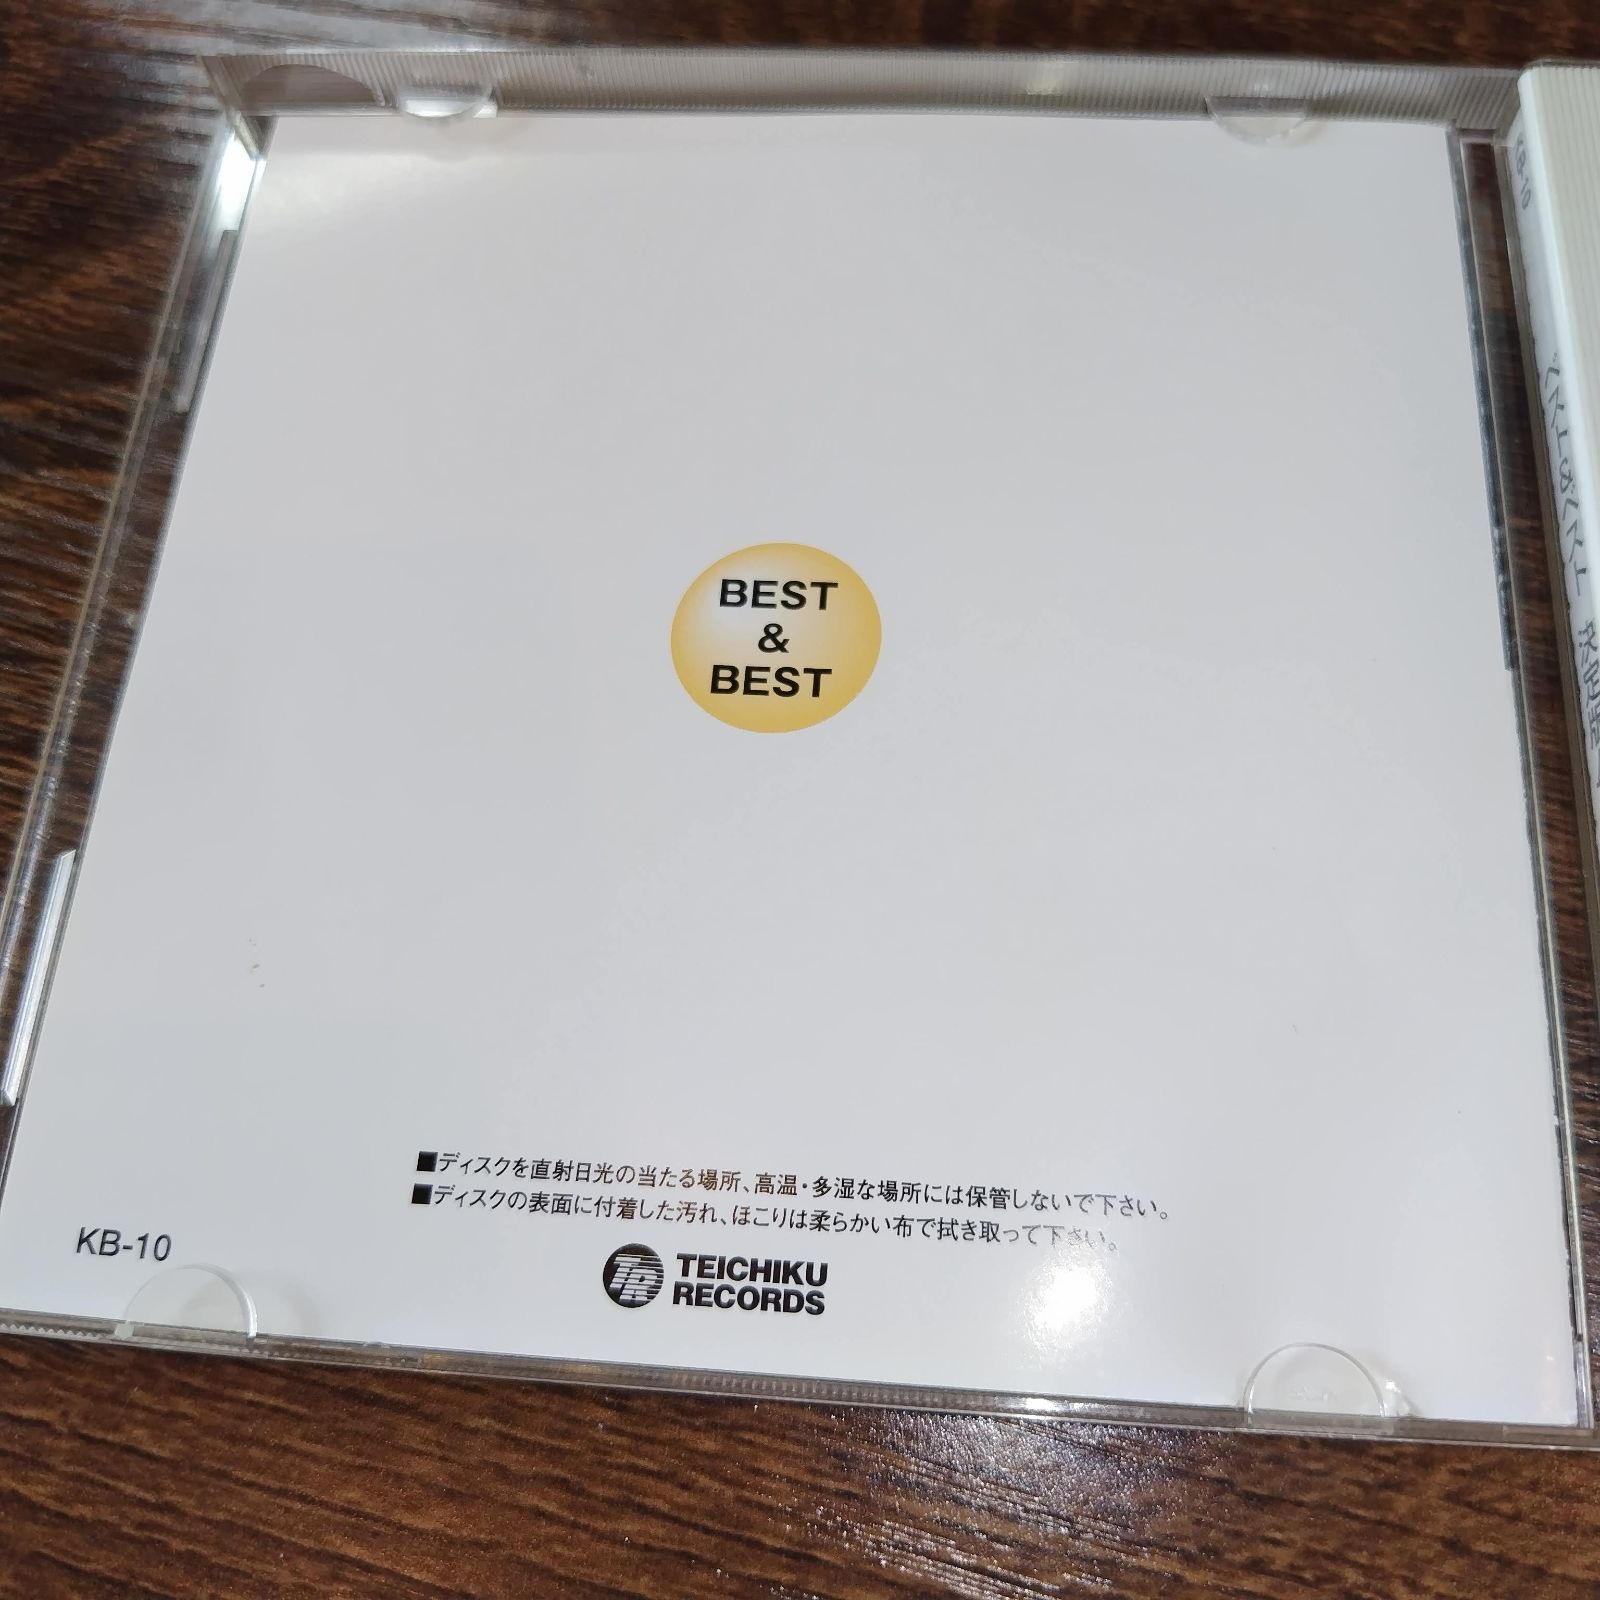 BEST
&
BEST
■ディスクを直射日光の当たる場所、高温・多湿な場所には保管しないで下さい。
■ディスクの表面に付着した汚れ、ほこりは柔らかい布で拭き取って下さい。
KB-10
TR
TEICHIKU
RECORDS
KB-10